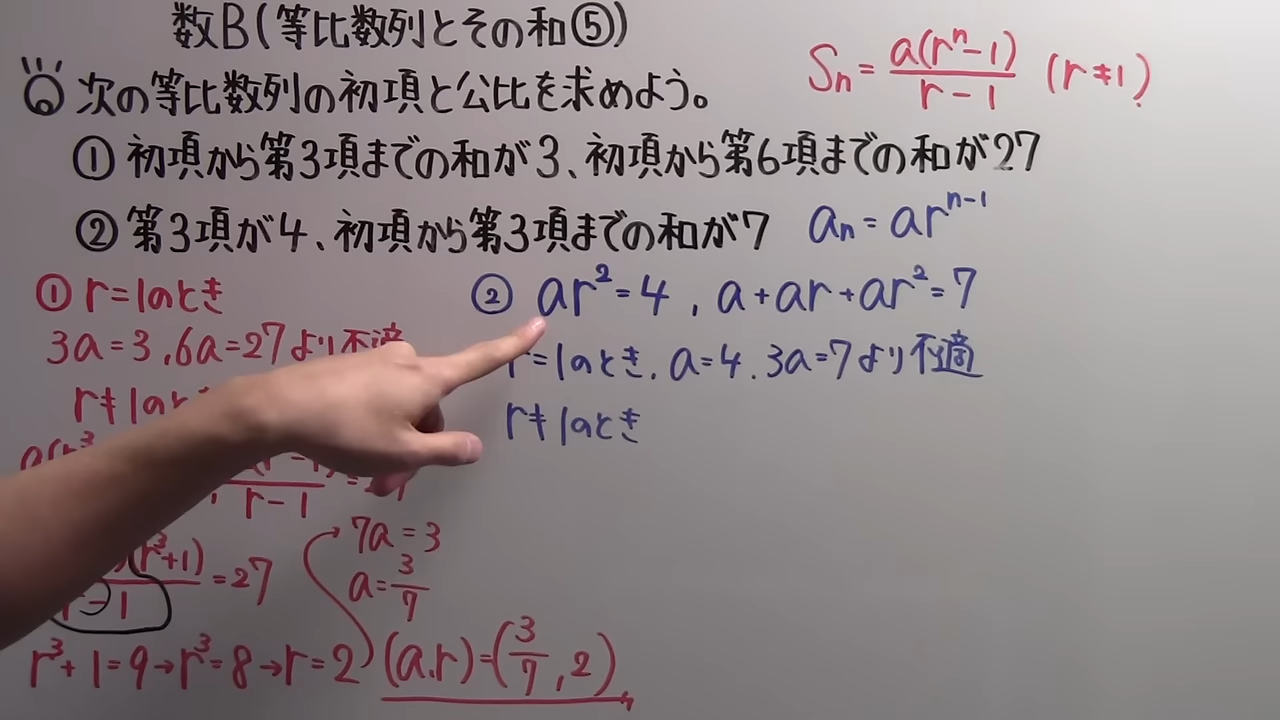 数B(等比数列とその和⑤)
Sn = a(r^n-1)/(r-1) (r≠1)
次の等比数列の初項と公比を求めよう。
① 初項から第3項までの和が3、初項から第6項までの和が27
② 第3項が4、初項から第3項までの和が7
an = ar^(n-1)
① r=1のとき
3a=3, 6a=27より不適
r≠1のと
r-1
7a=3
(r³+1)
=27
a=3/7
r³+1=9→r³=8→r=2
(a,r)=(3/7, 2)
② ar²=4, a+ar+ar²=7
=1のとき, a=4, 3a=7より不適
r≠1のとき